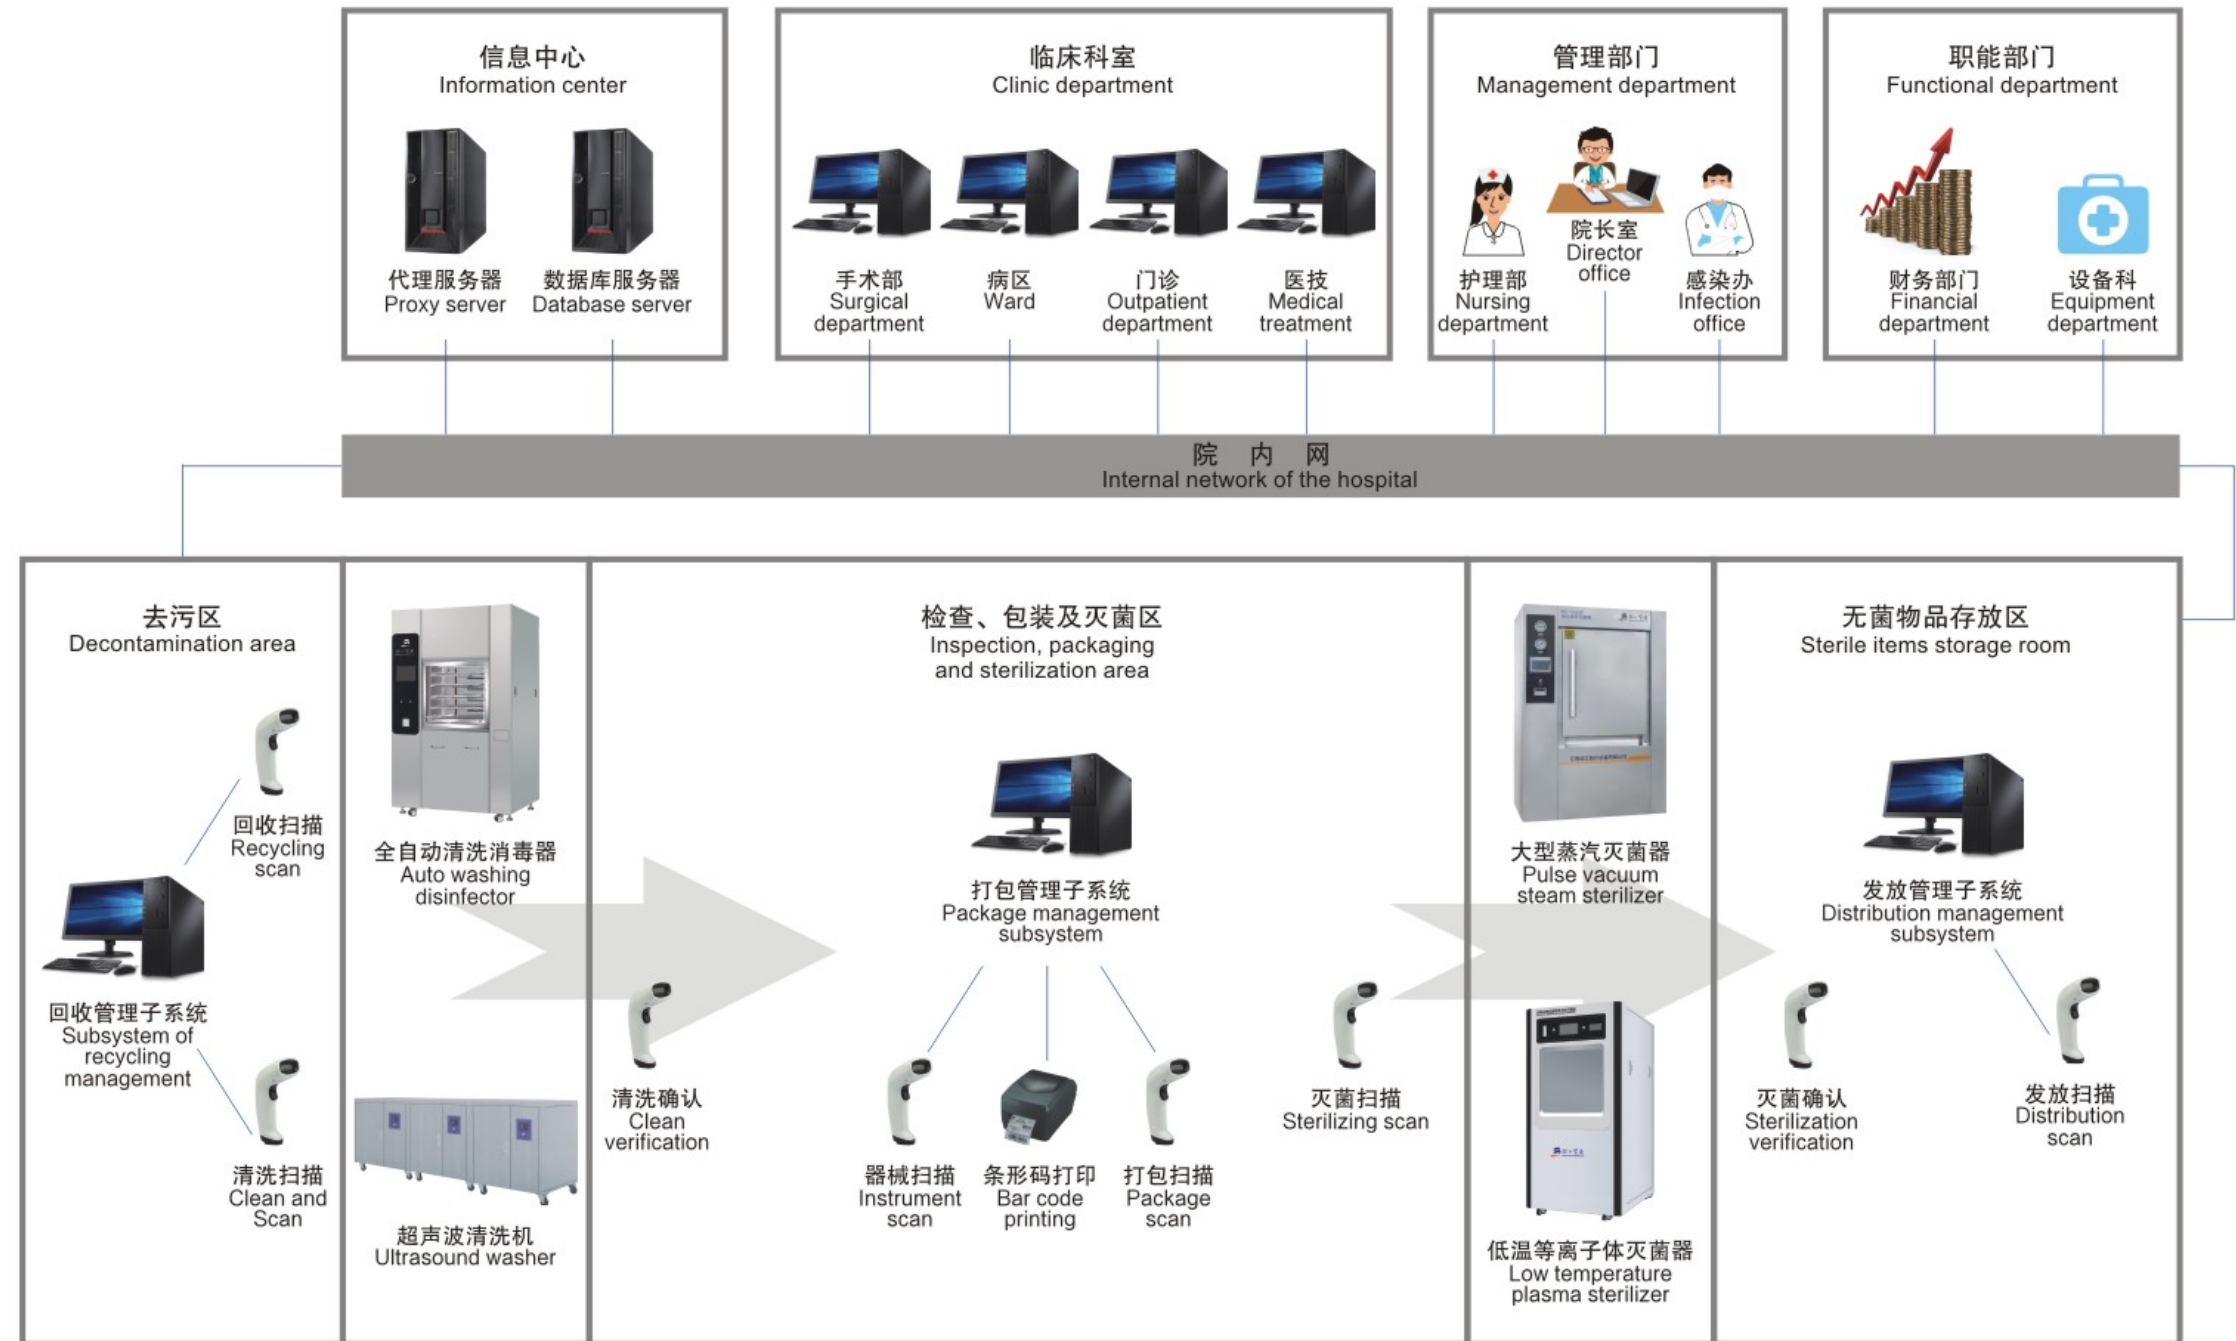 信息中心
Information center
代理服务器
Proxy server
数据库服务器
Database server
临床科室
Clinic department
手术部
Surgical
department
病区
Ward
门诊
Outpatient
department
医技
Medical
treatment
管理部门
Management department
护理部
Nursing
department
院长室
Director
office
感染办
Infection
office
职能部门
Functional department
财务部门
Financial
department
设备科
Equipment
department
院 内 网
Internal network of the hospital
去污区
Decontamination area
回收扫描
Recycling
scan
回收管理子系统
Subsystem of
recycling
management
清洗扫描
Clean and
Scan
全自动清洗消毒器
Auto washing
disinfector
超声波清洗机
Ultrasound washer
检查、包装及灭菌区
Inspection, packaging
and sterilization area
清洗确认
Clean
verification
打包管理子系统
Package management
subsystem
器械扫描
Instrument
scan
条形码打印
Bar code
printing
打包扫描
Package
scan
灭菌扫描
Sterilizing scan
大型蒸汽灭菌器
Pulse vacuum
steam sterilizer
低温等离子体灭菌器
Low temperature
plasma sterilizer
无菌物品存放区
Sterile items storage room
发放管理子系统
Distribution management
subsystem
灭菌确认
Sterilization
verification
发放扫描
Distribution
scan